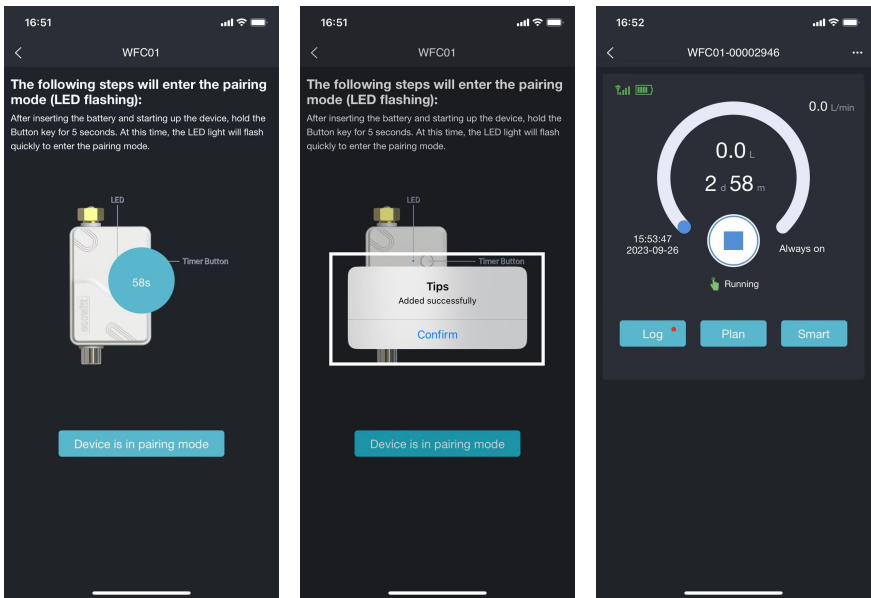 16:51
WFC01
The following steps will enter the pairing
mode (LED flashing):
After inserting the battery and starting up the device, hold the
Button key for 5 seconds. At this time, the LED light will flash
quickly to enter the pairing mode.
LED
Timer Button
58s
ecowitt
Device is in pairing mode
16:51
WFC01
The following steps will enter the pairing
mode (LED flashing):
After inserting the battery and starting up the device, hold the
Button key for 5 seconds. At this time, the LED light will flash
quickly to enter the pairing mode.
LED
Timer Button
Tips
Added successfully
Confirm
Device is in pairing mode
16:52
WFC01-00002946
...
0.0 L/min
0.0 L
2 d 58 m
15:53:47
2023-09-26
Always on
Running
Log
Plan
Smart